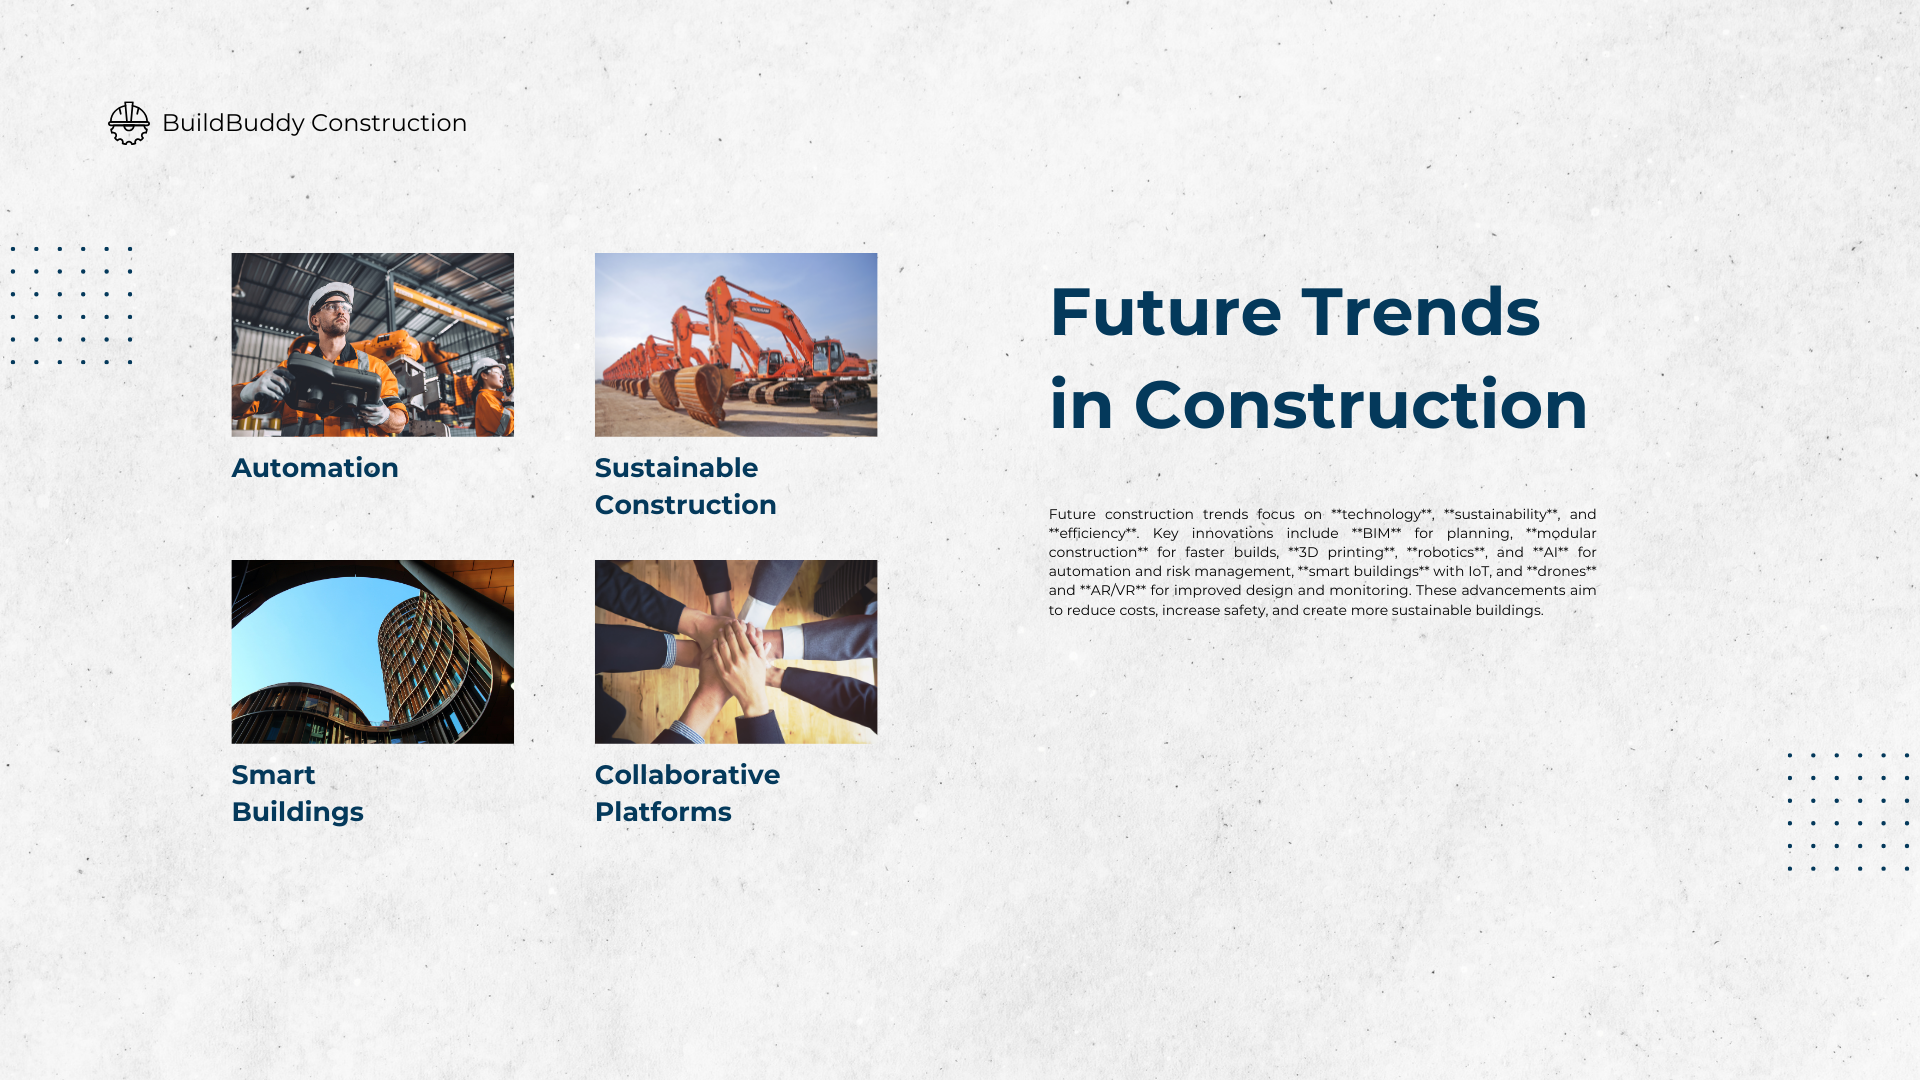 BuildBuddy Construction
Automation
Sustainable
Construction
Smart
Buildings
Collaborative
Platforms
Future Trends
in Construction
Future construction trends focus on **technology**, **sustainability**, and
**efficiency**. Key innovations include **BIM** for planning, **modular
construction** for faster builds, **3D printing**, **robotics**, and **AI** for
automation and risk management, **smart buildings** with IoT, and **drones**
and **AR/VR** for improved design and monitoring. These advancements aim
to reduce costs, increase safety, and create more sustainable buildings.